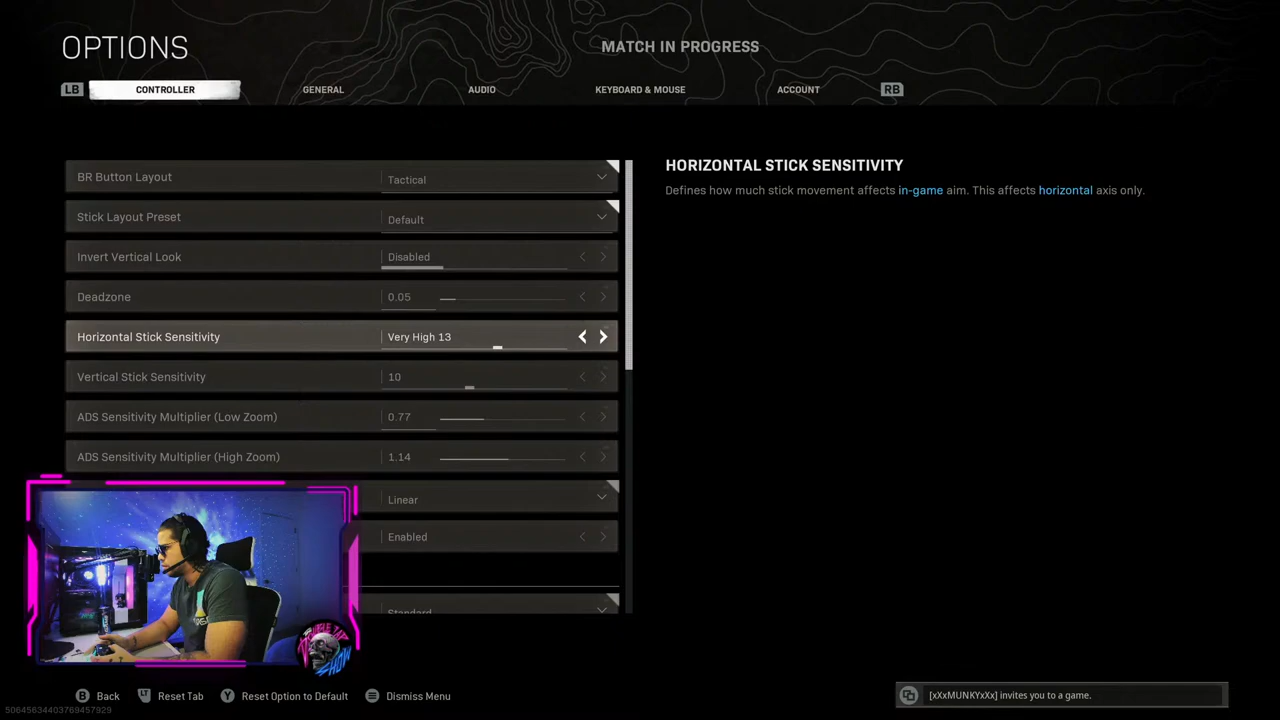 OPTIONS
MATCH IN PROGRESS
LB CONTROLLER GENERAL AUDIO KEYBOARD & MOUSE ACCOUNT RB
BR Button Layout Tactical
Stick Layout Preset Default
Invert Vertical Look Disabled
Deadzone 0.05
Horizontal Stick Sensitivity Very High 13
Vertical Stick Sensitivity 10
ADS Sensitivity Multiplier (Low Zoom) 0.77
ADS Sensitivity Multiplier (High Zoom) 1.14
Linear
Enabled
Standard
HORIZONTAL STICK SENSITIVITY
Defines how much stick movement affects in-game aim. This affects horizontal axis only.
SHOW
B Back LT Reset Tab Y Reset Option to Default Dismiss Menu
[xXxMUNKYxXx] invites you to a game.
50645634403769457929